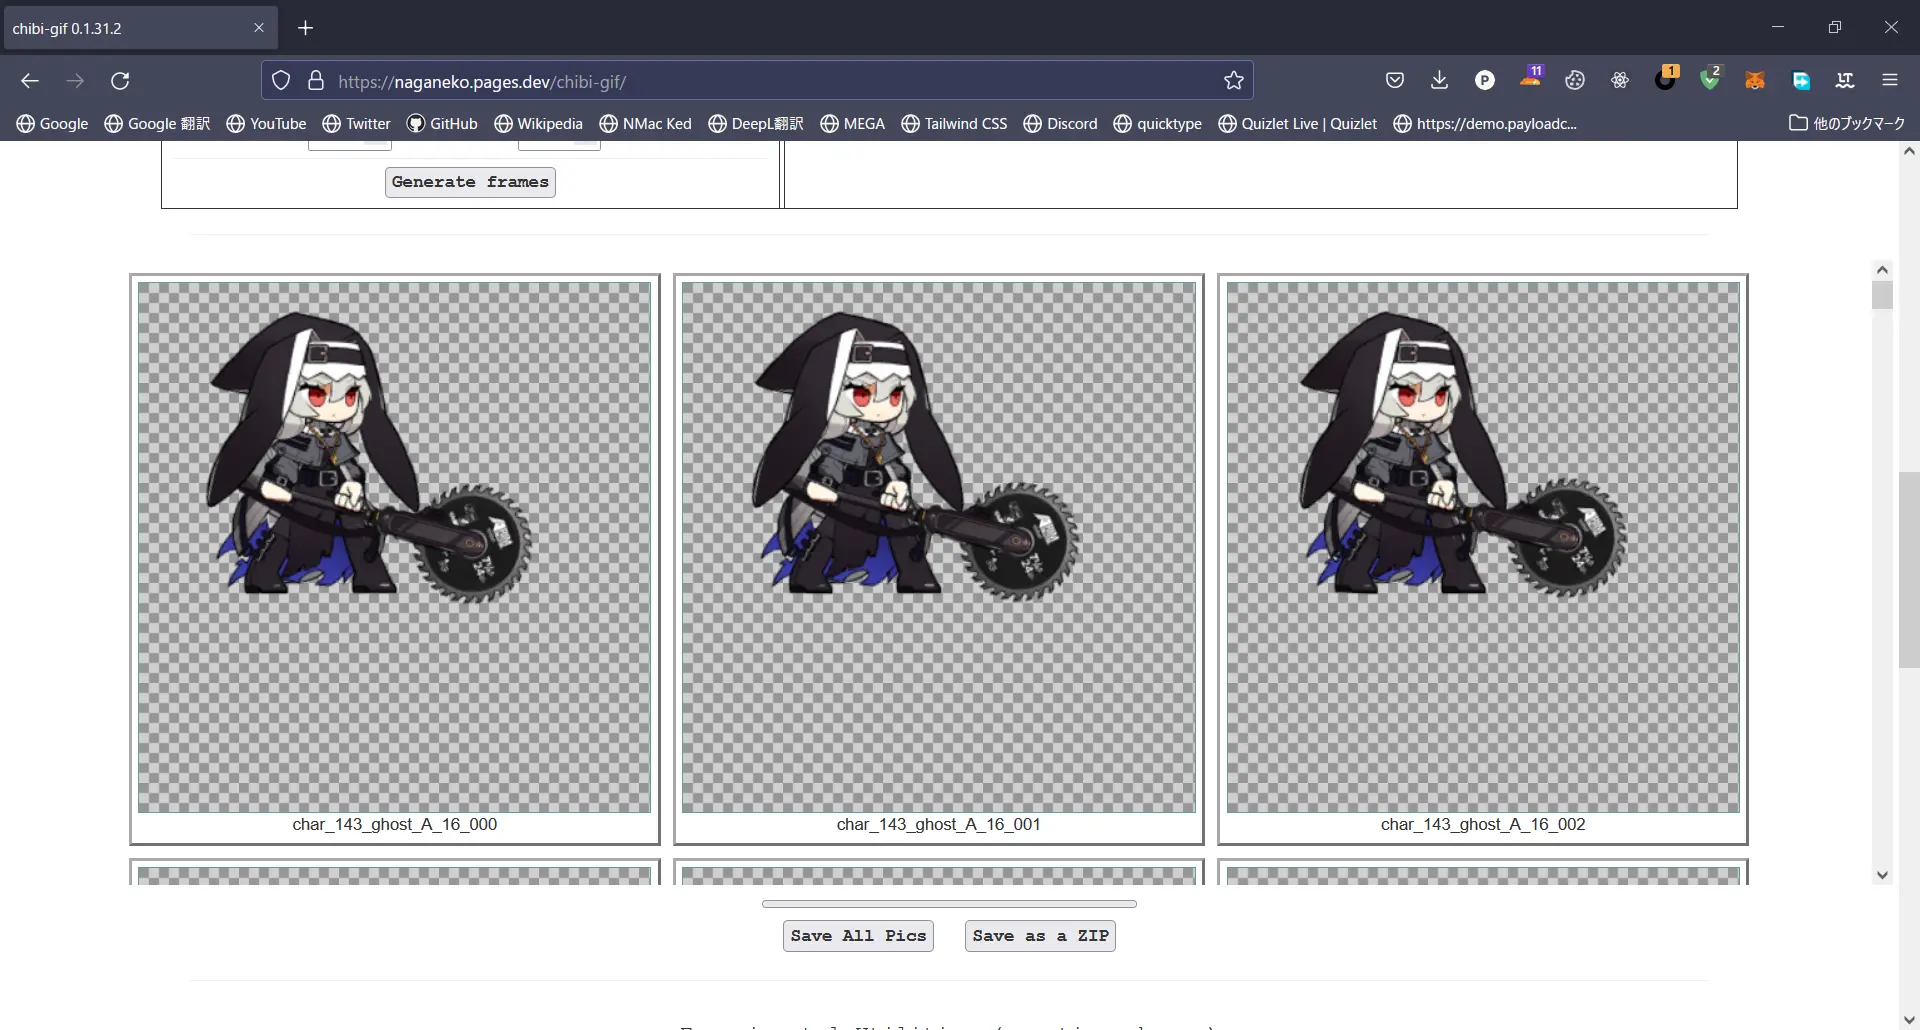 chibi-gif 0.1.31.2
https://naganeko.pages.dev/chibi-gif/
P
11
1
2
Google
Google 翻訳
YouTube
Twitter
GitHub
Wikipedia
NMac Ked
DeepL翻訳
MEGA
Tailwind CSS
Discord
quicktype
Quizlet Live | Quizlet
https://demo.payloadc...
他のブックマーク
Generate frames
char_143_ghost_A_16_000
char_143_ghost_A_16_001
char_143_ghost_A_16_002
Save All Pics
Save as a ZIP